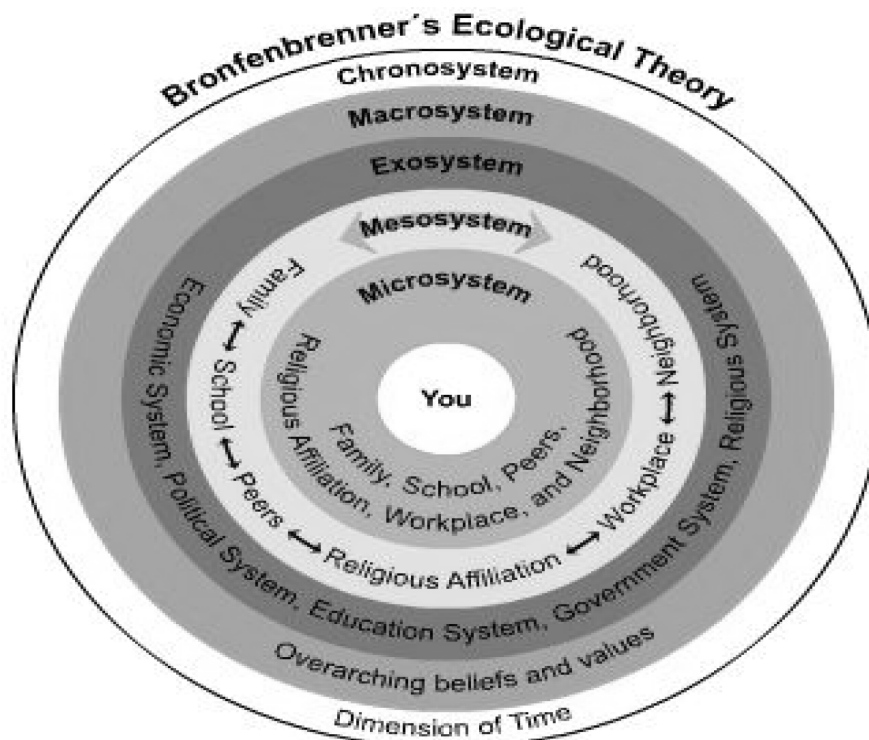 Bronfenbrenner´s Ecological Theory
Chronosystem
Macrosystem
Exosystem
Mesosystem
Microsystem
You
Family, School, Peers,
Religious Affiliation, Workplace, and Neighborhood
Family ↔ School ↔ Peers ↔ Religious Affiliation ↔ Workplace ↔ Neighborhood
Economic System, Political System, Education System, Government System, Religious System
Overarching beliefs and values
Dimension of Time